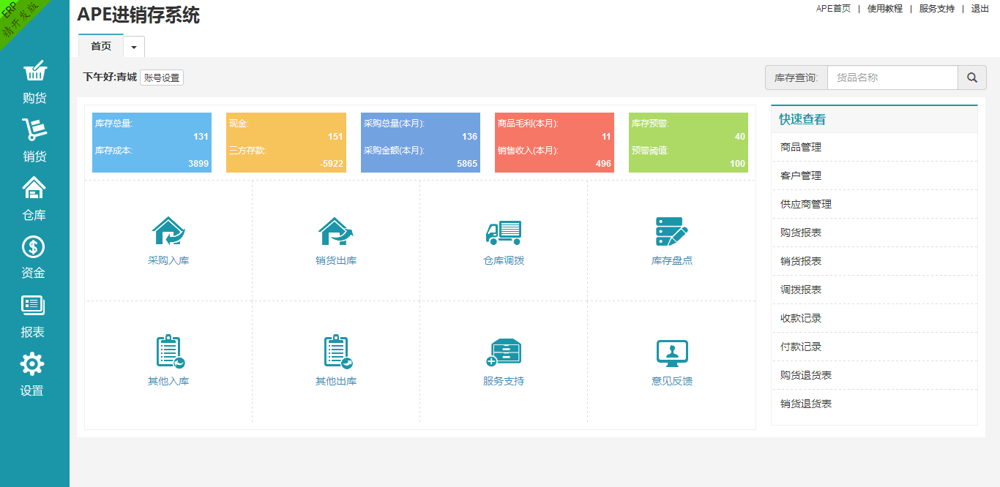 ERP
精开发版
APE进销存系统
APE首页 | 使用教程 | 服务支持 | 退出
首页
下午好:青城 账号设置
库存查询: 货品名称
购货
销货
仓库
资金
报表
设置
库存总量:
131
库存成本:
3899
现金:
151
三方存款:
-5922
采购总量(本月):
136
采购金额(本月):
5865
商品毛利(本月):
11
销售收入(本月):
496
库存预警:
40
预警阈值:
100
采购入库
销货出库
仓库调拨
库存盘点
其他入库
其他出库
服务支持
意见反馈
快速查看
商品管理
客户管理
供应商管理
购货报表
销货报表
调拨报表
收款记录
付款记录
购货退货表
销货退货表